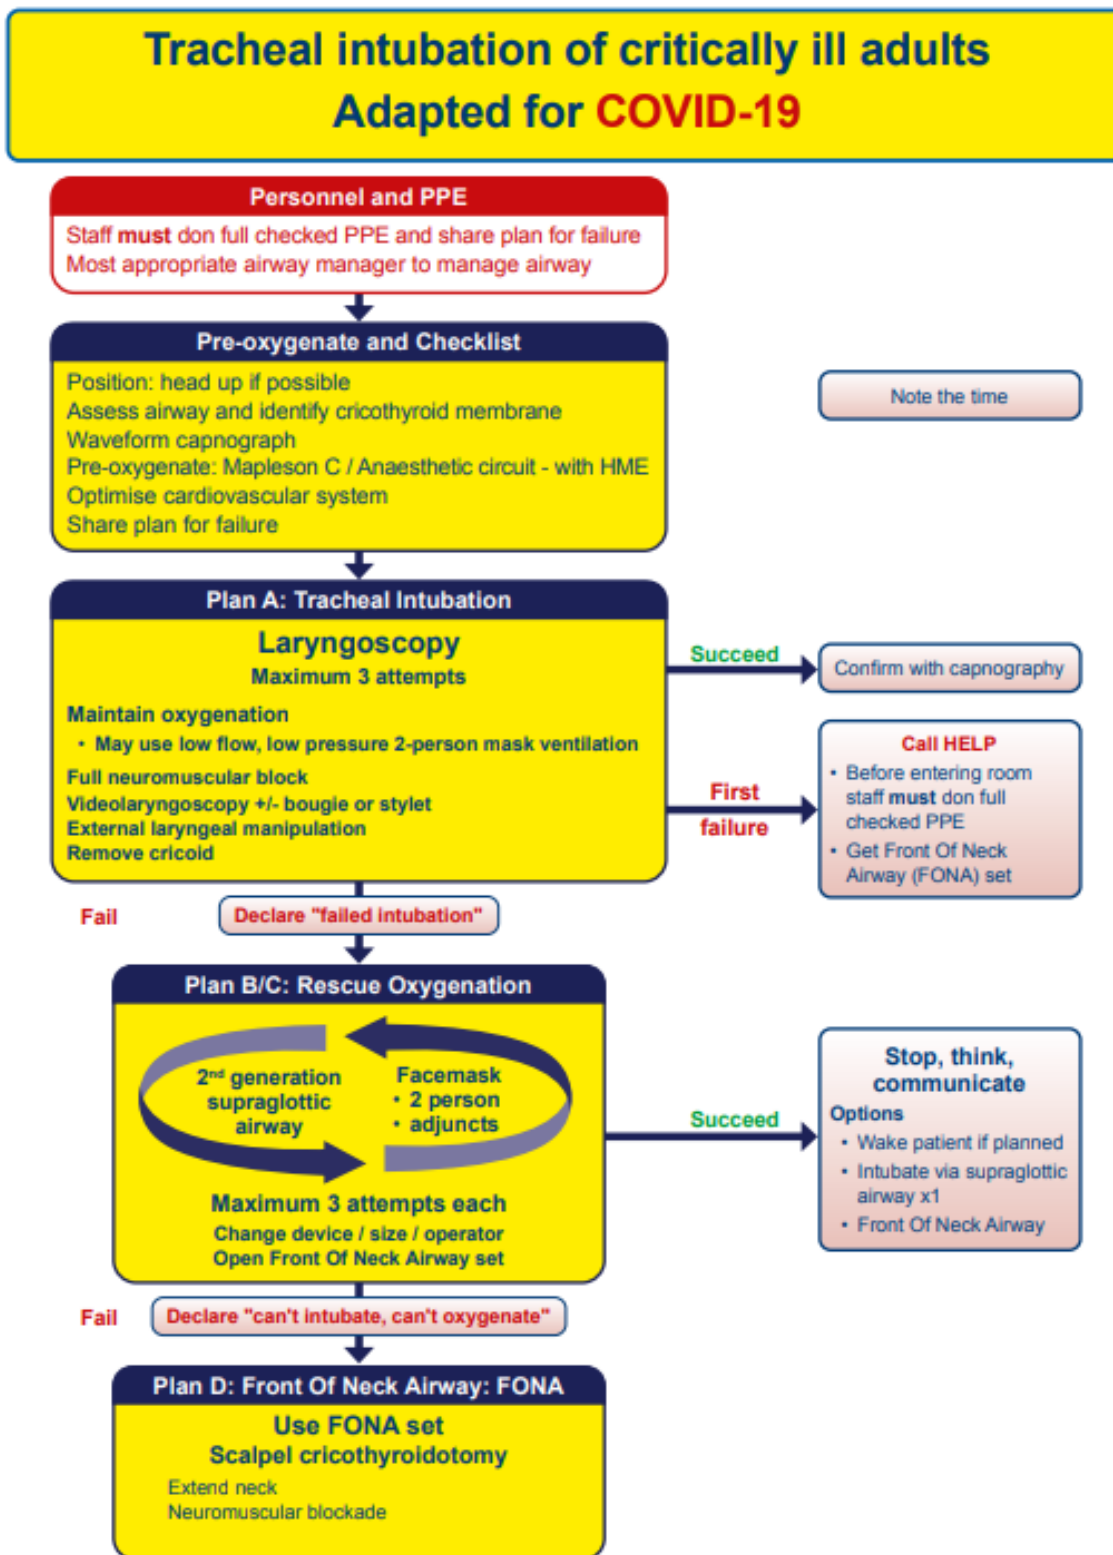 Tracheal intubation of critically ill adults
Adapted for COVID-19
Personnel and PPE
Staff must don full checked PPE and share plan for failure
Most appropriate airway manager to manage airway
Pre-oxygenate and Checklist
Position: head up if possible
Assess airway and identify cricothyroid membrane
Waveform capnograph
Pre-oxygenate: Mapleson C / Anaesthetic circuit - with HME
Optimise cardiovascular system
Share plan for failure
Note the time
Plan A: Tracheal Intubation
Laryngoscopy
Maximum 3 attempts
Maintain oxygenation
• May use low flow, low pressure 2-person mask ventilation
Full neuromuscular block
Videolaryngoscopy +/- bougie or stylet
External laryngeal manipulation
Remove cricoid
Succeed
Confirm with capnography
First
failure
Call HELP
• Before entering room
staff must don full
checked PPE
• Get Front Of Neck
Airway (FONA) set
Fail
Declare "failed intubation"
Plan B/C: Rescue Oxygenation
2nd generation
supraglottic
airway
Facemask
• 2 person
• adjuncts
Maximum 3 attempts each
Change device / size / operator
Open Front Of Neck Airway set
Succeed
Stop, think,
communicate
Options
• Wake patient if planned
• Intubate via supraglottic
airway x1
• Front Of Neck Airway
Fail
Declare "can't intubate, can't oxygenate"
Plan D: Front Of Neck Airway: FONA
Use FONA set
Scalpel cricothyroidotomy
Extend neck
Neuromuscular blockade